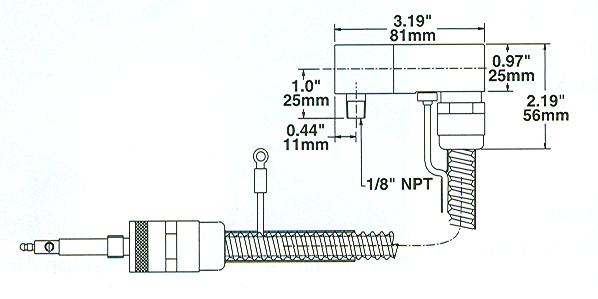 3.19"
81mm
0.97"
25mm
1.0"
25mm
2.19"
56mm
0.44"
11mm
1/8" NPT